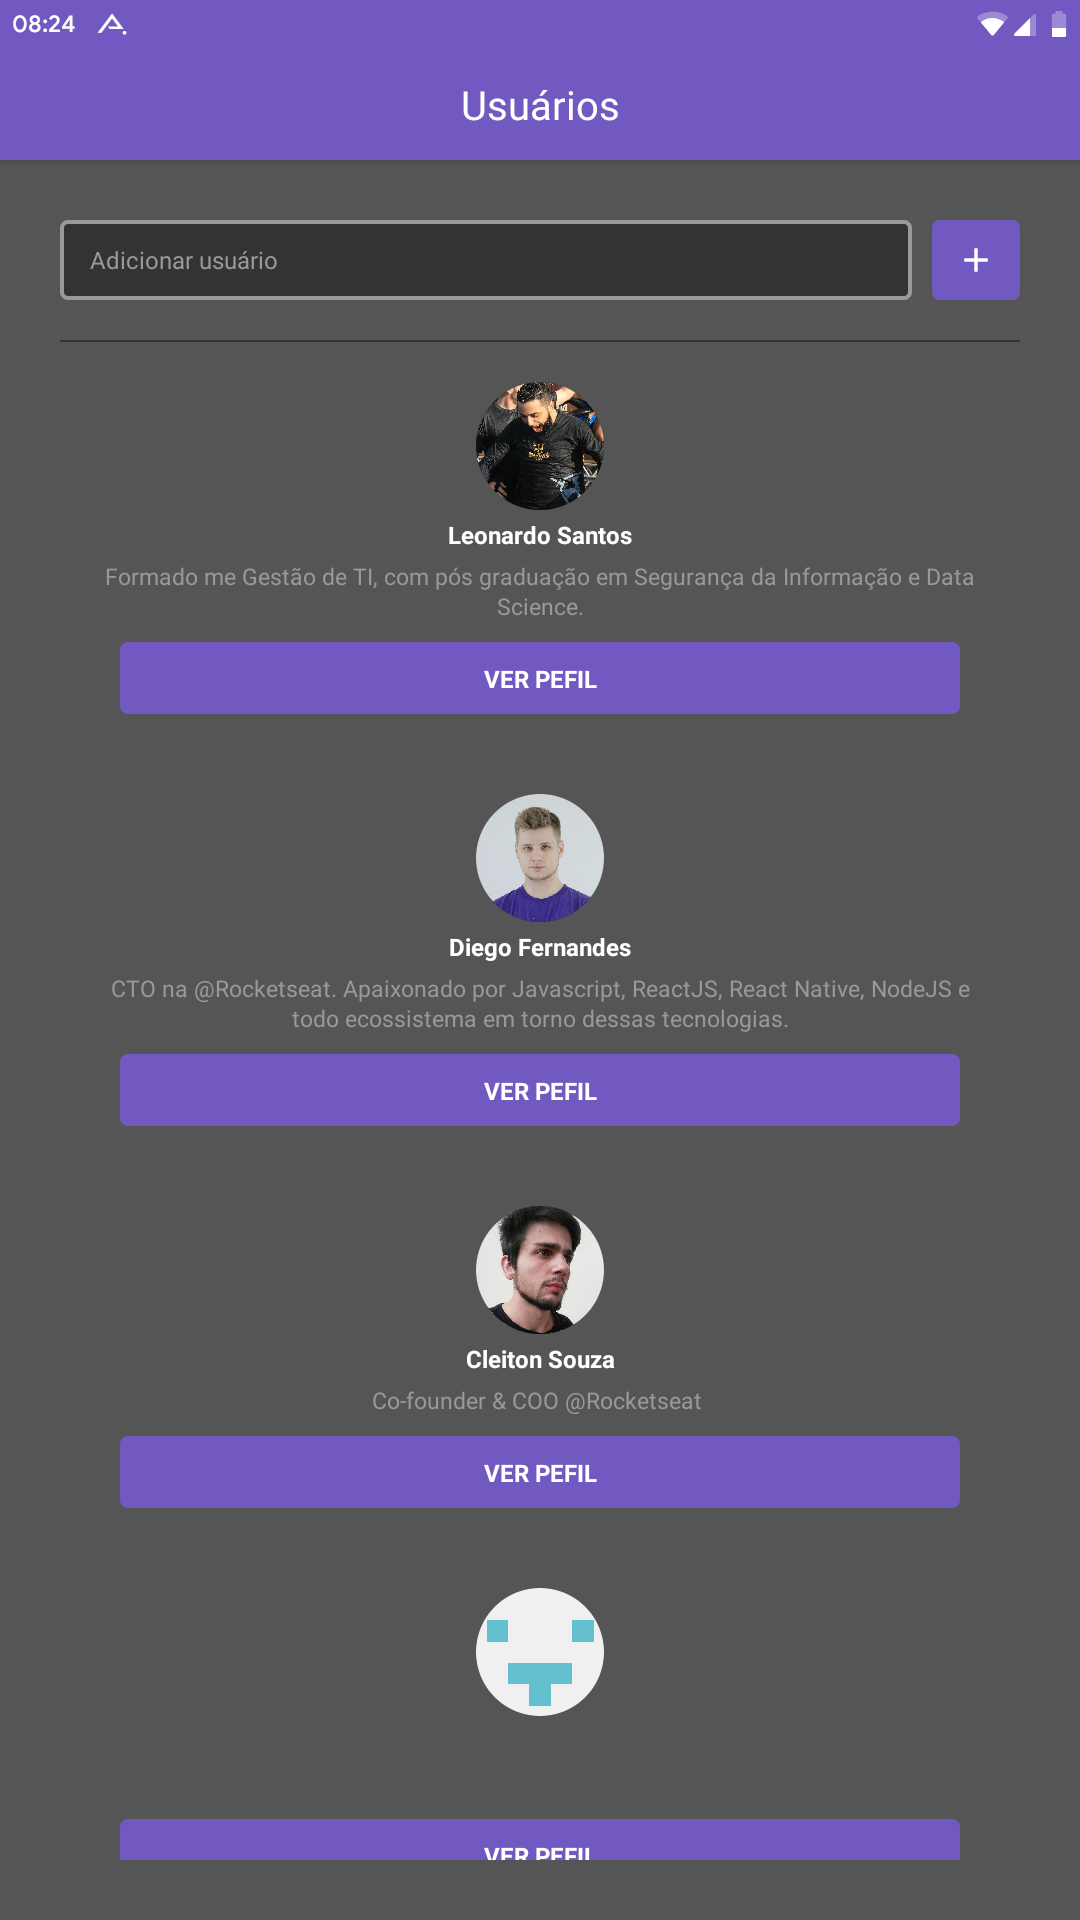 08:24
Usuários
Adicionar usuário
Leonardo Santos
Formado me Gestão de TI, com pós graduação em Segurança da Informação e Data
Science.
VER PEFIL
Diego Fernandes
CTO na @Rocketseat. Apaixonado por Javascript, ReactJS, React Native, NodeJS e
todo ecossistema em torno dessas tecnologias.
VER PEFIL
Cleiton Souza
Co-founder & COO @Rocketseat
VER PEFIL
VER PEFIL